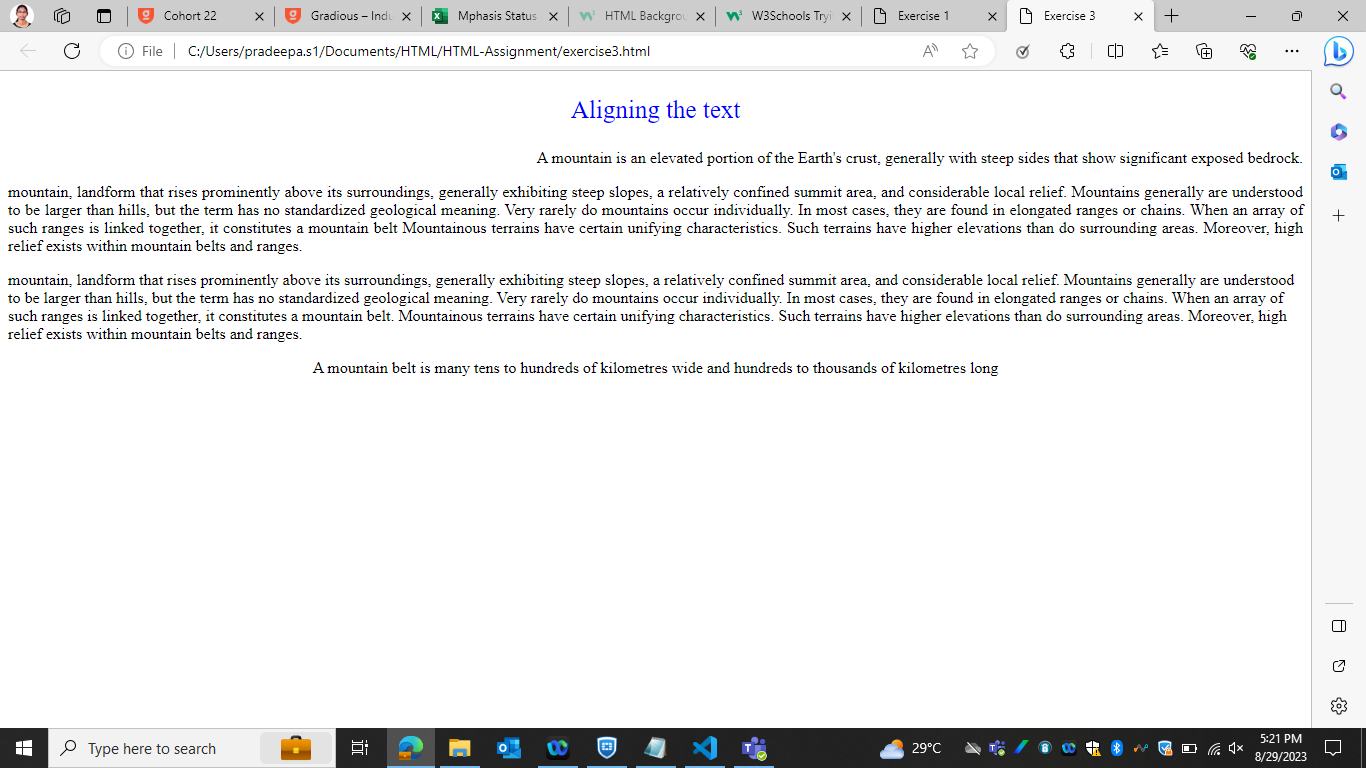 Cohort 22
Gradious – Indu
Mphasis Status
HTML Backgrou
W3Schools Tryi
Exercise 1
Exercise 3
File
C:/Users/pradeepa.s1/Documents/HTML/HTML-Assignment/exercise3.html
Aligning the text
A mountain is an elevated portion of the Earth's crust, generally with steep sides that show significant exposed bedrock.
mountain, landform that rises prominently above its surroundings, generally exhibiting steep slopes, a relatively confined summit area, and considerable local relief. Mountains generally are understood
to be larger than hills, but the term has no standardized geological meaning. Very rarely do mountains occur individually. In most cases, they are found in elongated ranges or chains. When an array of
such ranges is linked together, it constitutes a mountain belt Mountainous terrains have certain unifying characteristics. Such terrains have higher elevations than do surrounding areas. Moreover, high
relief exists within mountain belts and ranges.
mountain, landform that rises prominently above its surroundings, generally exhibiting steep slopes, a relatively confined summit area, and considerable local relief. Mountains generally are understood
to be larger than hills, but the term has no standardized geological meaning. Very rarely do mountains occur individually. In most cases, they are found in elongated ranges or chains. When an array of
such ranges is linked together, it constitutes a mountain belt. Mountainous terrains have certain unifying characteristics. Such terrains have higher elevations than do surrounding areas. Moreover, high
relief exists within mountain belts and ranges.
A mountain belt is many tens to hundreds of kilometres wide and hundreds to thousands of kilometres long
Type here to search
29°C
5:21 PM
8/29/2023